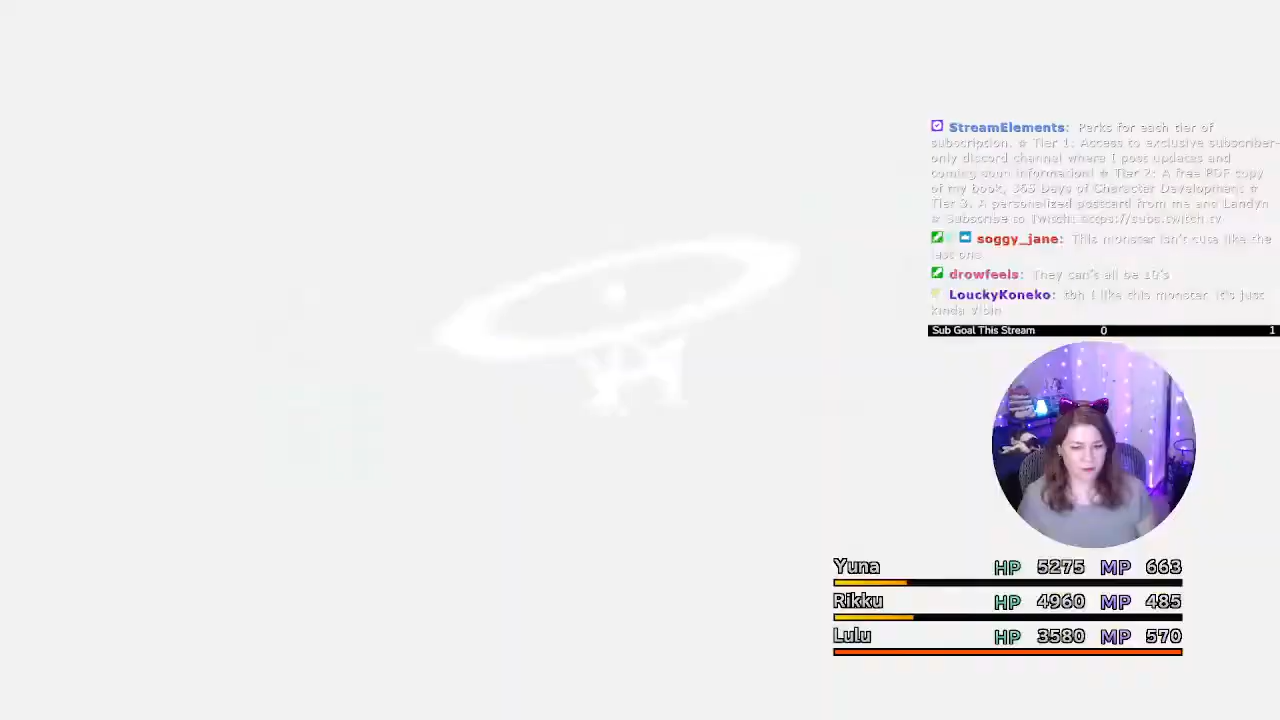 StreamElements: Perks for each tier of
subscription. ☆ Tier 1: Access to exclusive subscriber-
only discord channel where I post updates and
coming soon information! ☆ Tier 2: A free PDF copy
of my book, 365 Days of Character Development ☆
Tier 3: A personalized postcard from me and Landyn
☆ Subscribe to Twitch: https://subs.twitch.tv
soggy_jane: This monster isn't cute like the
last one
drowfeels: They can't all be 10's
LouckyKoneko: tbh I like this monster. it's just
kinda vibin
Sub Goal This Stream 0 1
Yuna HP 5275 MP 663
Rikku HP 4960 MP 485
Lulu HP 3580 MP 570